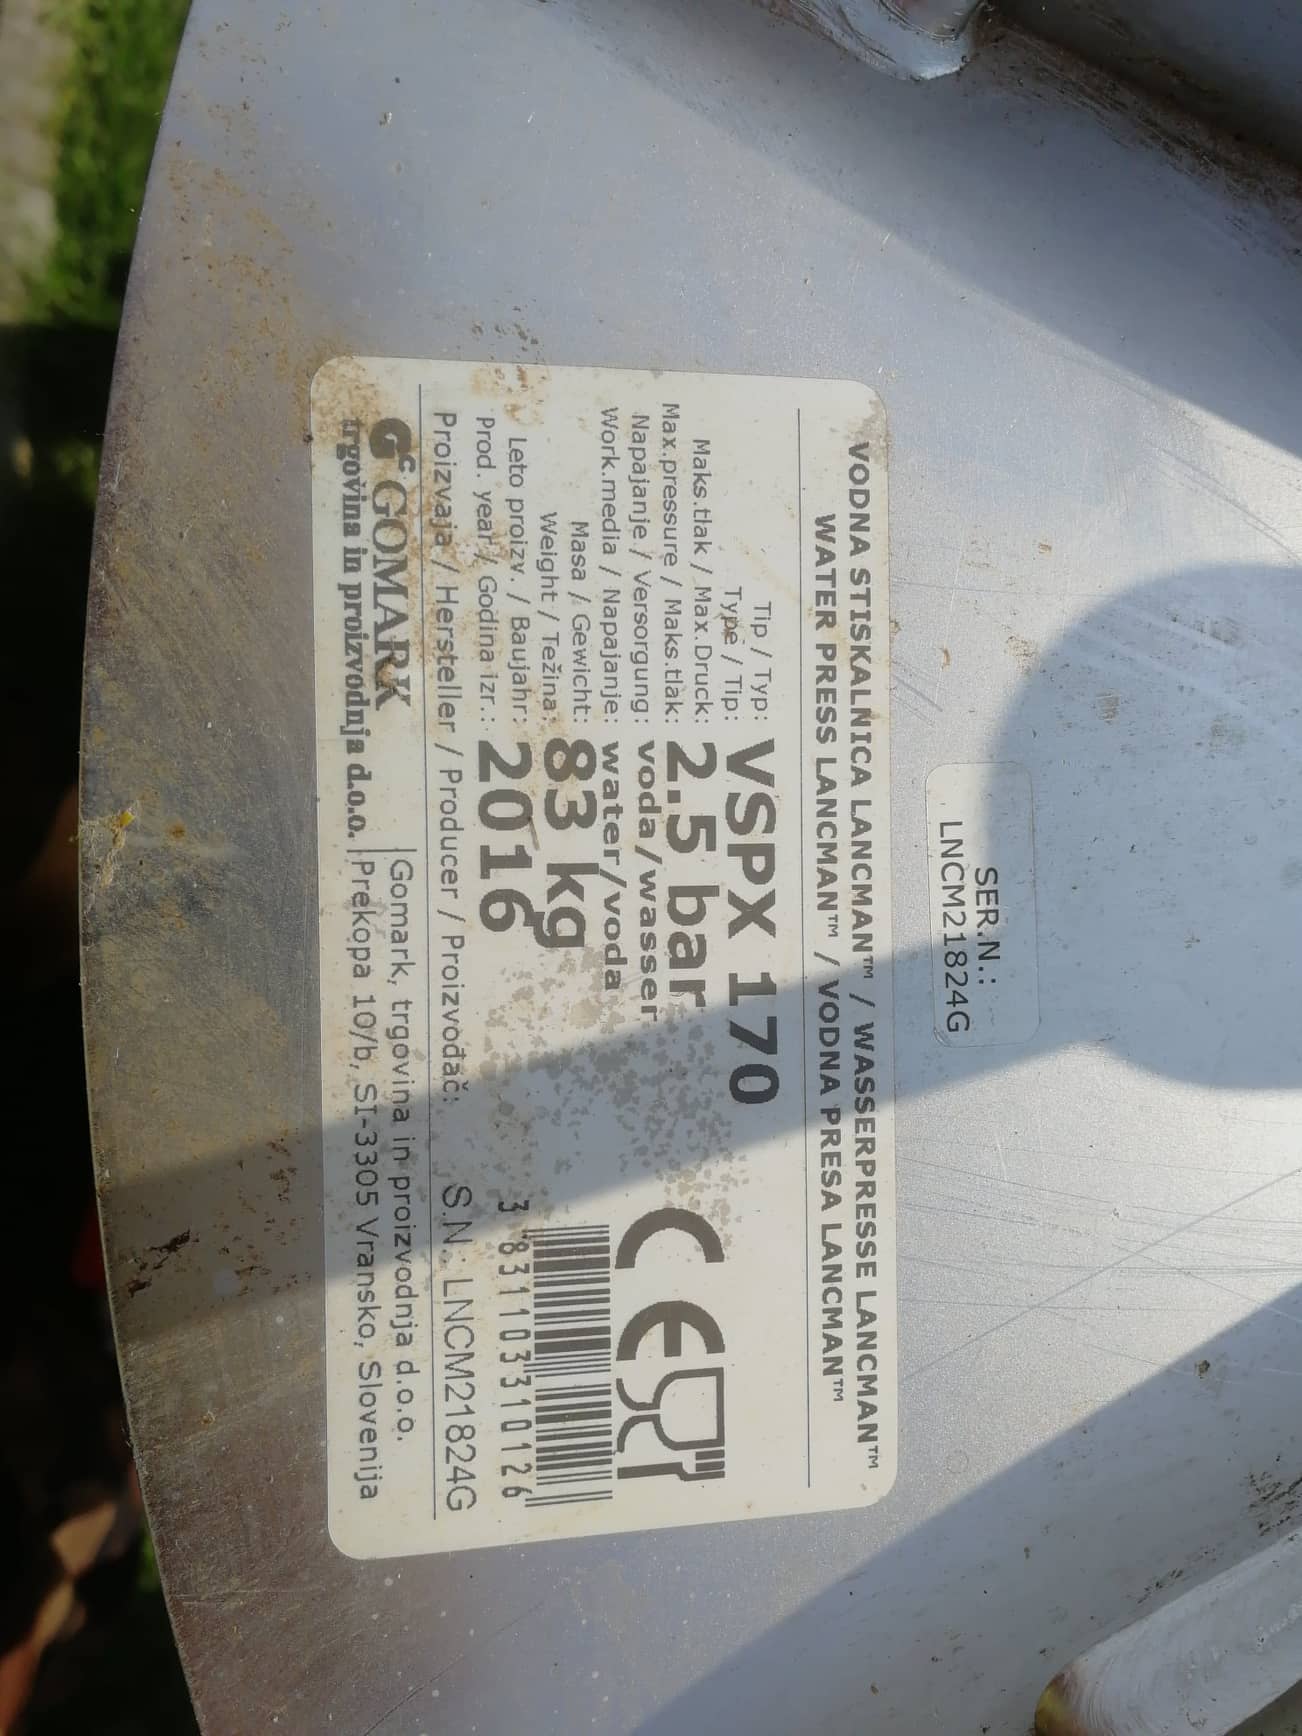 SER.N.:
LNCM21824G
VODNA STISKALNICA LANCMAN™ / WASSERPRESSE LANCMAN™
WATER PRESS LANCMAN™ / VODNA PRESA LANCMAN™
Tip / Typ:
Type / Tip: VSPX 170
Maks.tlak / Max.Druck:
Max.pressure / Maks.tlak: 2.5 bar
Napajanje / Versorgung: voda/wasser
Work.media / Napajanje: water/voda
Masa / Gewicht:
Weight / Težina: 83 kg
Leto proizv. / Baujahr:
Prod. year / Godina izr.: 2016
CE
3 831103 310126
Proizvaja / Hersteller / Producer / Proizvođač: S.N.: LNCM21824G
GOMARK
trgovina in proizvodnja d.o.o.
Gomark, trgovina in proizvodnja d.o.o.
Prekopa 10/b, SI-3305 Vransko, Slovenija